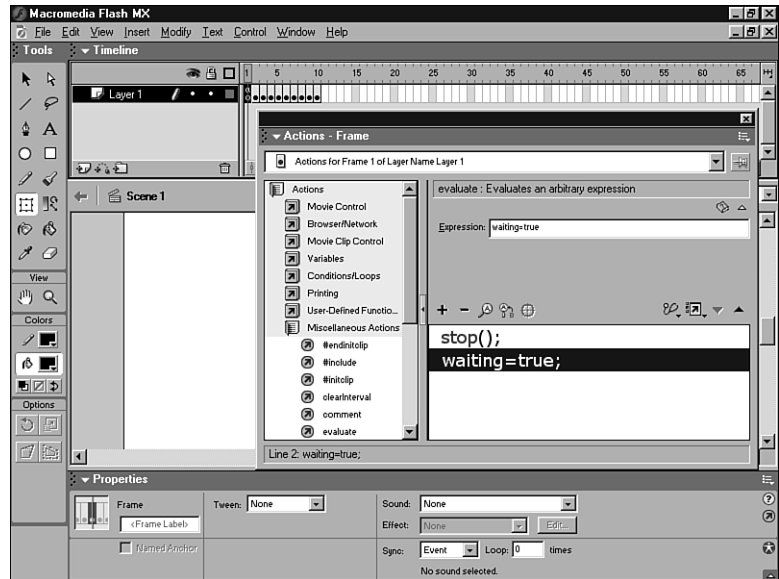 Macromedia Flash MX
File Edit View Insert Modify Text Control Window Help
Tools
Timeline
1 5 10 15 20 25 30 35 40 45 50 55 60 65
Layer 1
Actions - Frame
Actions for Frame 1 of Layer Name Layer 1
Scene 1
Actions
Movie Control
Browser/Network
Movie Clip Control
Variables
Conditions/Loops
Printing
User-Defined Functio...
Miscellaneous Actions
#endinitclip
#include
#initclip
clearInterval
comment
evaluate
evaluate : Evaluates an arbitrary expression
Expression: waiting=true
stop();
waiting=true;
Line 2: waiting=true;
View
Colors
Options
Properties
Frame
<Frame Label>
Named Anchor
Tween: None
Sound: None
Effect: None Edit...
Sync: Event Loop: 0 times
No sound selected.